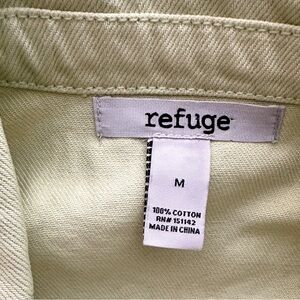 refuge
M
100% COTTON
RN# 151142
MADE IN CHINA